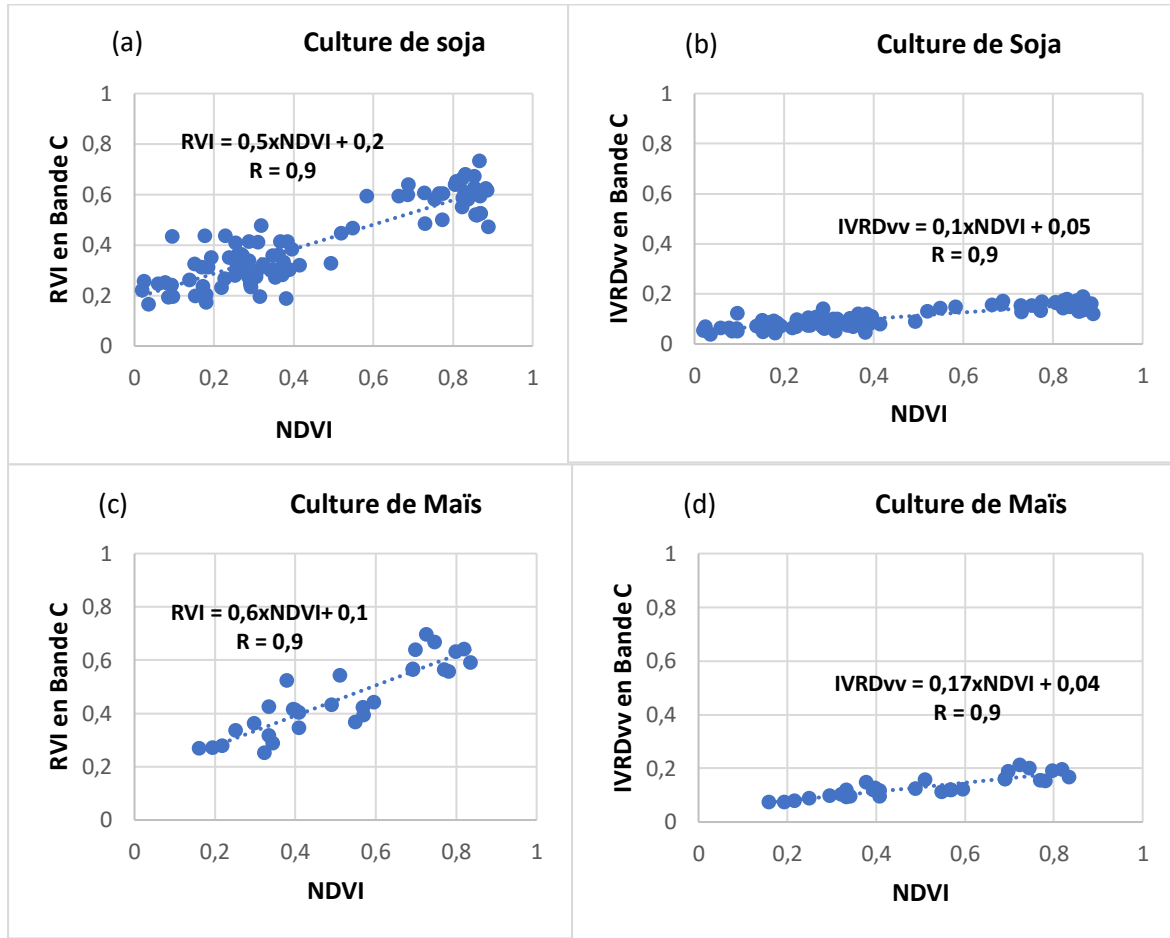 (a) Culture de soja
RVI en Bande C
1
0,8
0,6
0,4
0,2
0
RVI = 0,5xNDVI + 0,2
R = 0,9
0 0,2 0,4 0,6 0,8 1
NDVI
(b) Culture de Soja
IVRDvv en Bande C
1
0,8
0,6
0,4
0,2
0
IVRDvv = 0,1xNDVI + 0,05
R = 0,9
0 0,2 0,4 0,6 0,8 1
NDVI
(c) Culture de Maïs
RVI en Bande C
1
0,8
0,6
0,4
0,2
0
RVI = 0,6xNDVI+ 0,1
R = 0,9
0 0,2 0,4 0,6 0,8 1
NDVI
(d) Culture de Maïs
IVRDvv en Bande C
1
0,8
0,6
0,4
0,2
0
IVRDvv = 0,17xNDVI + 0,04
R = 0,9
0 0,2 0,4 0,6 0,8 1
NDVI